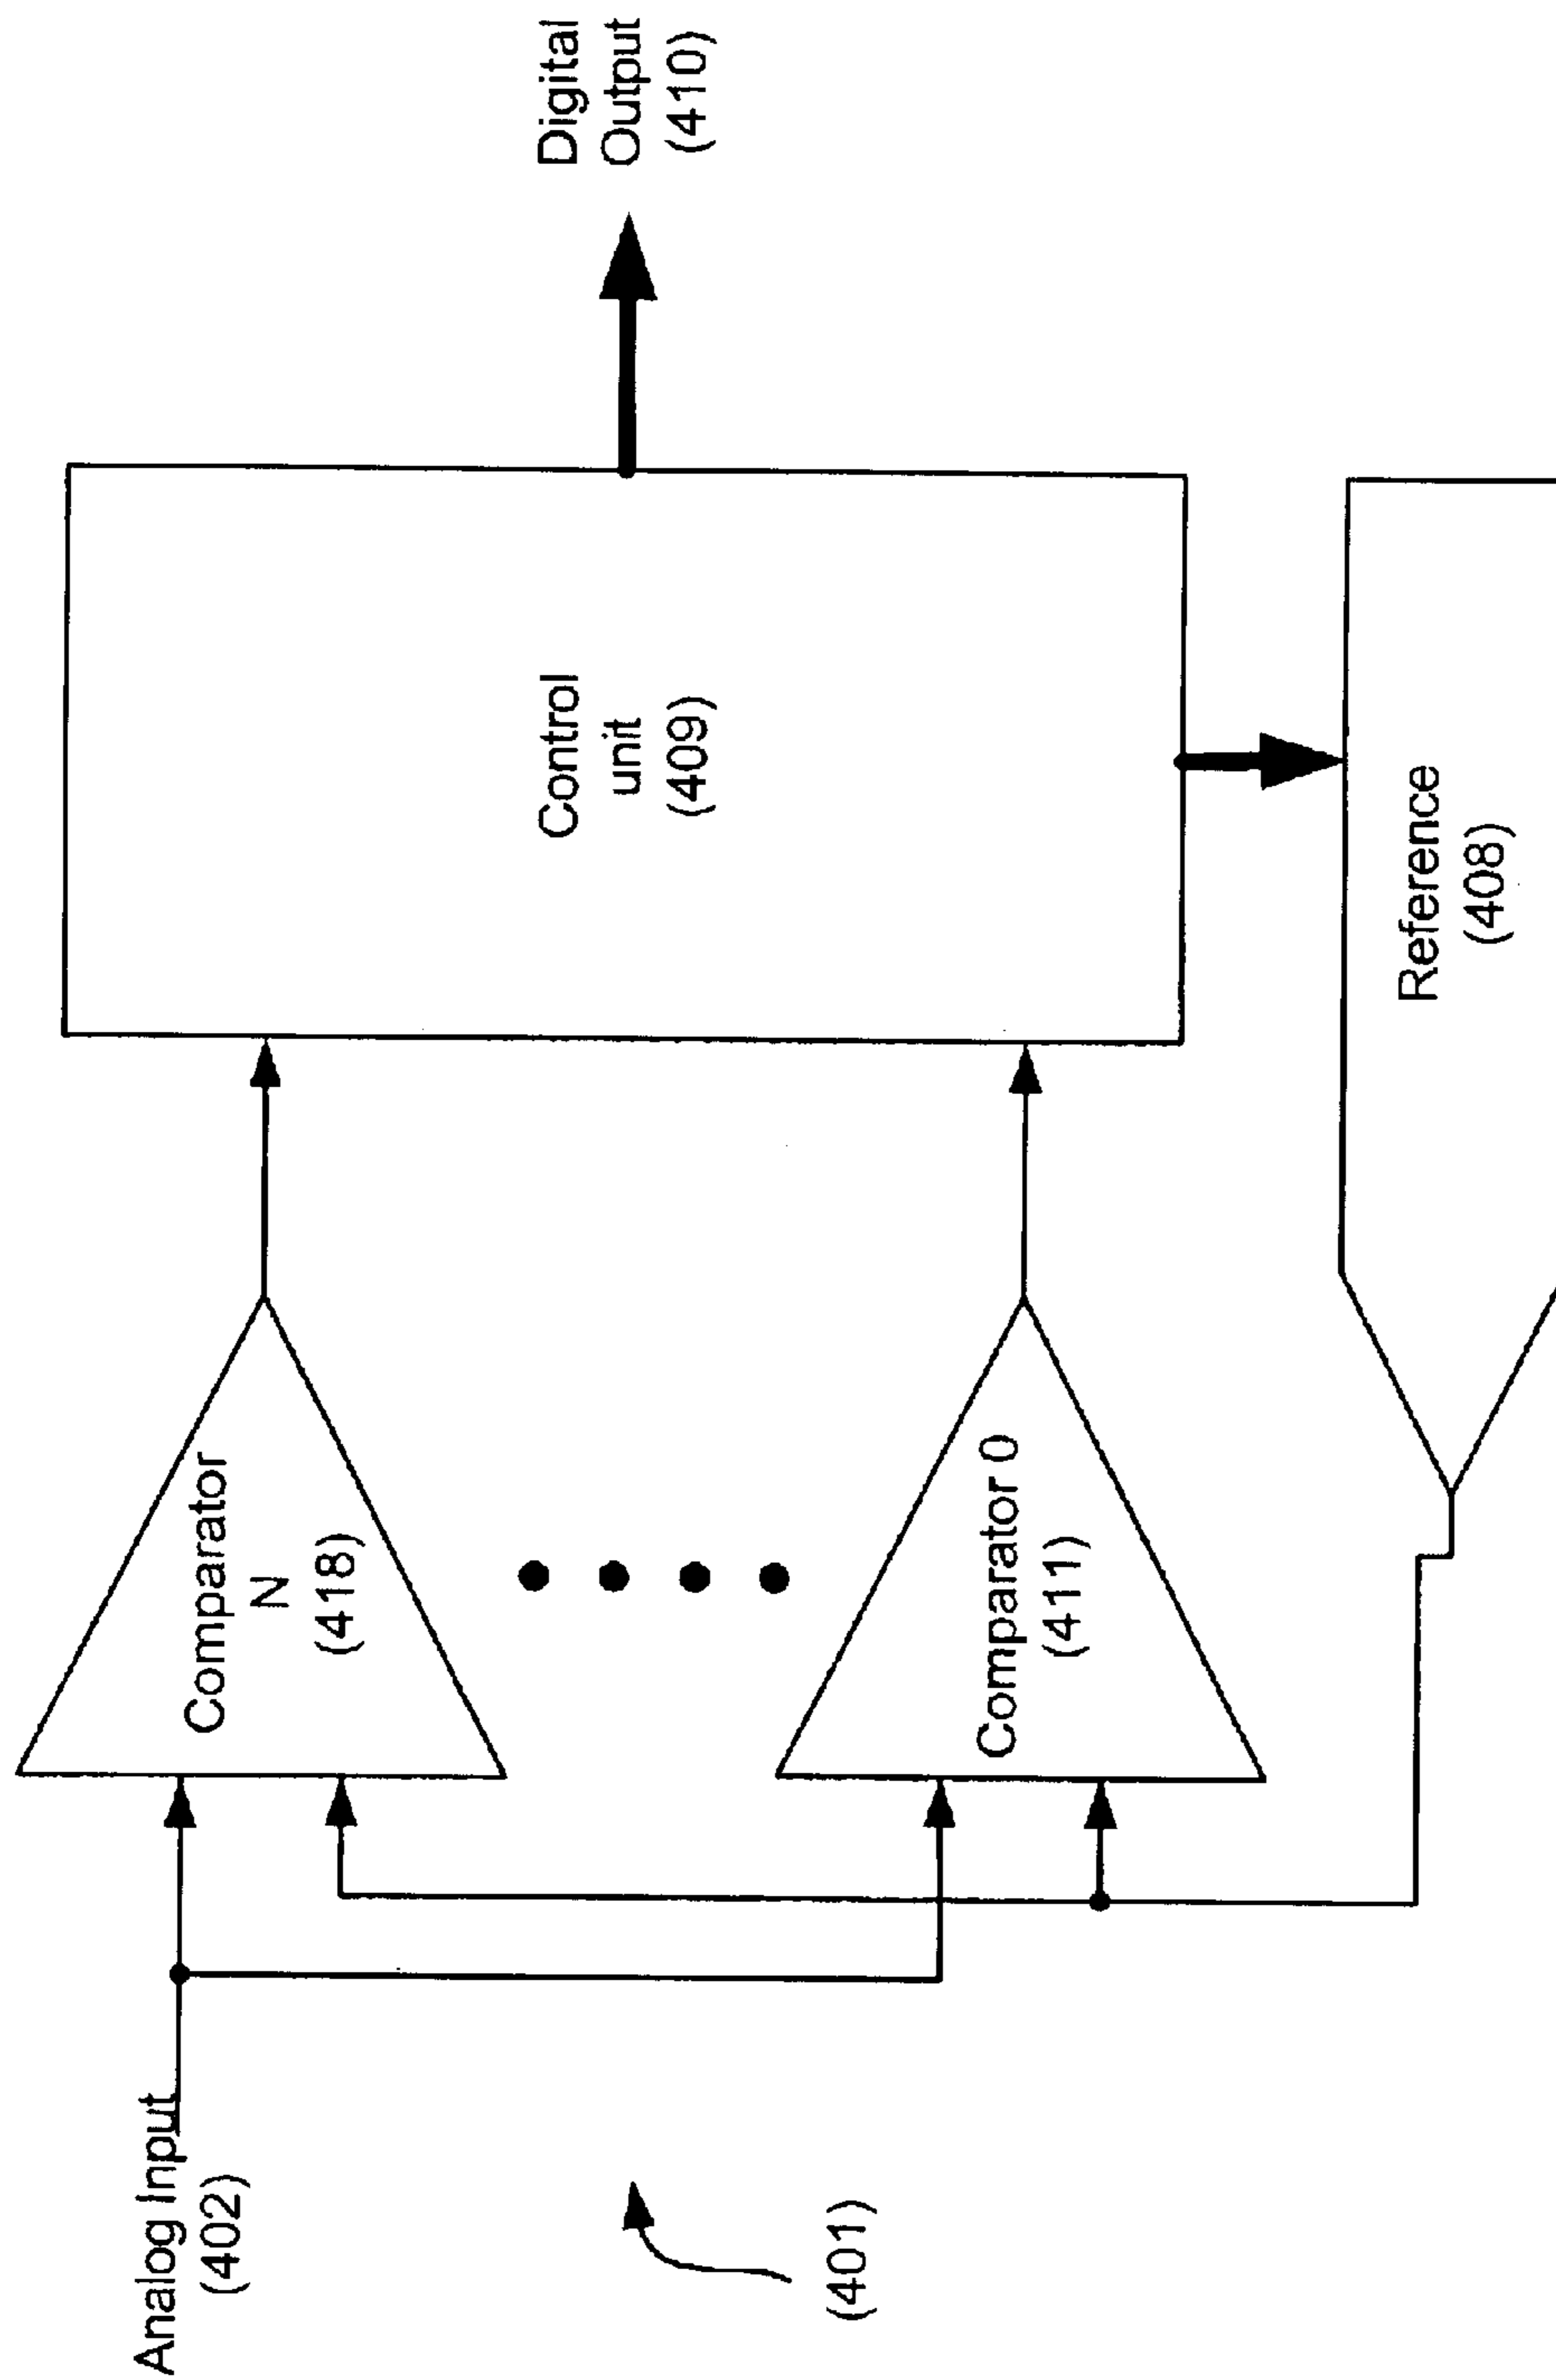 Analog Input
(402)
Comparator
N
(418)
Comparator 0
(411)
Control
unit
(409)
Digital
Output
(410)
Reference
(408)
(401)